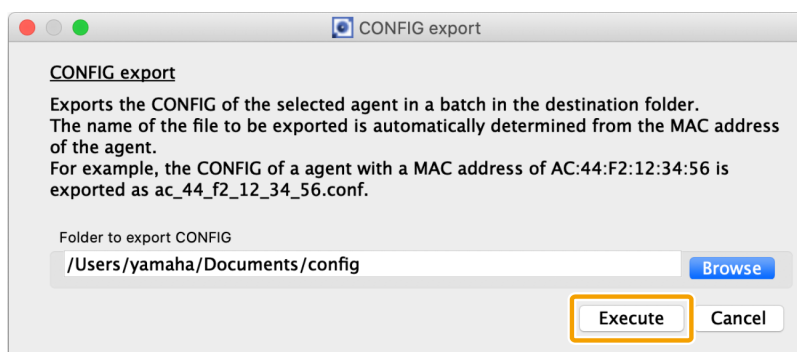 CONFIG export
CONFIG export
Exports the CONFIG of the selected agent in a batch in the destination folder.
The name of the file to be exported is automatically determined from the MAC address
of the agent.
For example, the CONFIG of a agent with a MAC address of AC:44:F2:12:34:56 is
exported as ac_44_f2_12_34_56.conf.
Folder to export CONFIG
/Users/yamaha/Documents/config
Browse
Execute
Cancel